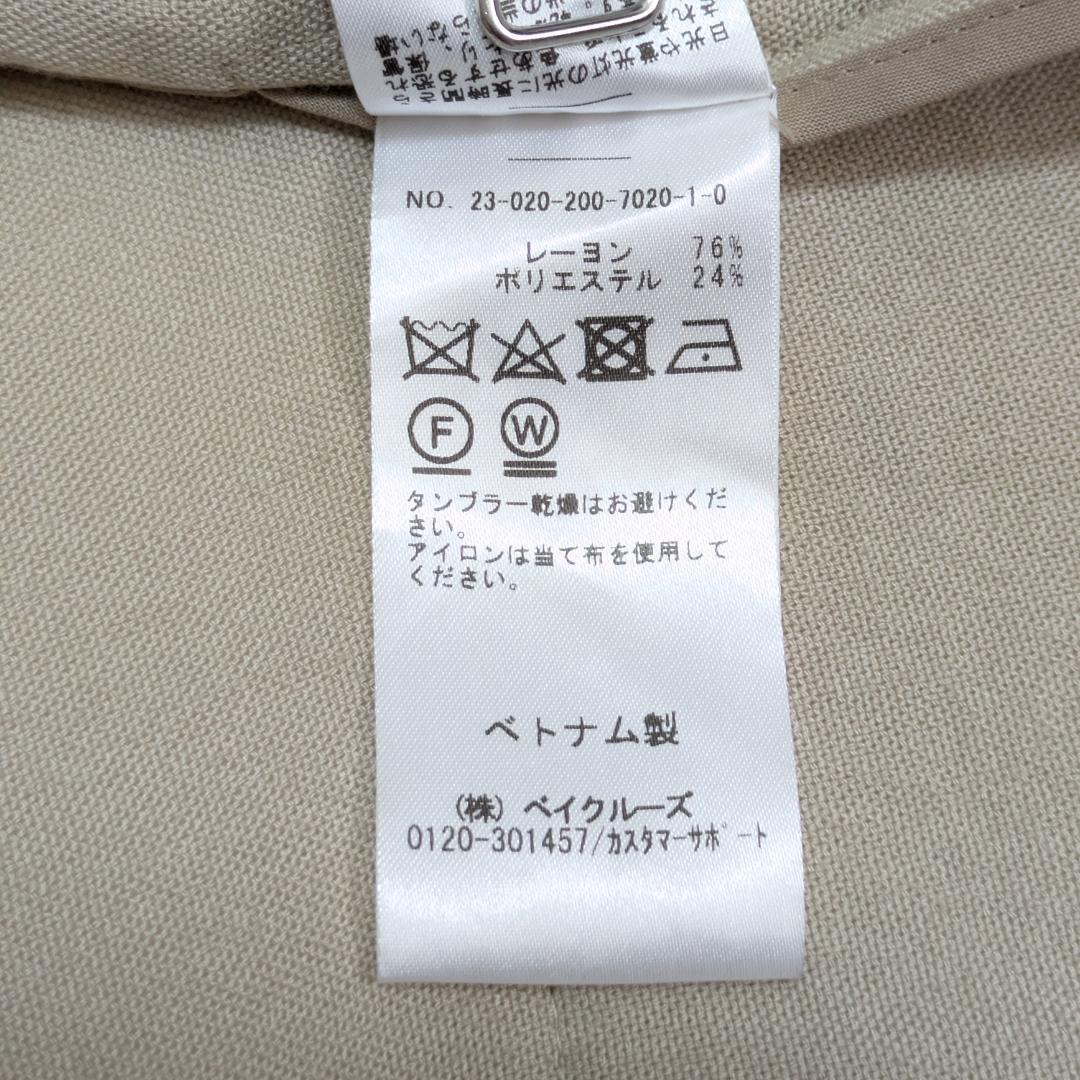 NO. 23-020-200-7020-1-0
レーヨン 76%
ポリエステル 24%
F W
タンブラー乾燥はお避けくだ
さい。
アイロンは当て布を使用して
ください。
ベトナム製
(株) ベイクルーズ
0120-301457/カスタマーサポート